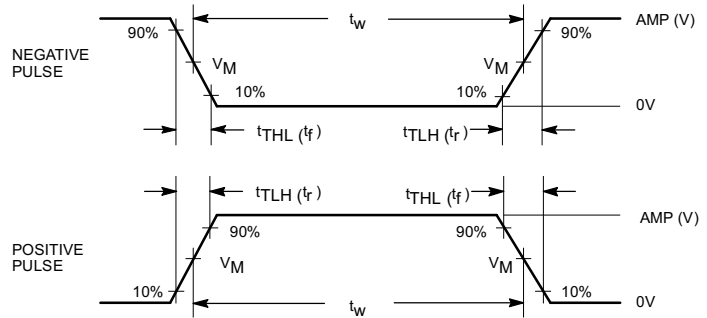 90%
tw
90%
AMP (V)
NEGATIVE
PULSE
VM
VM
10%
10%
0V
tTHL (tf)
tTLH (tr)
tTLH (tr)
tTHL (tf)
AMP (V)
90%
90%
POSITIVE
PULSE
VM
VM
10%
10%
tw
0V